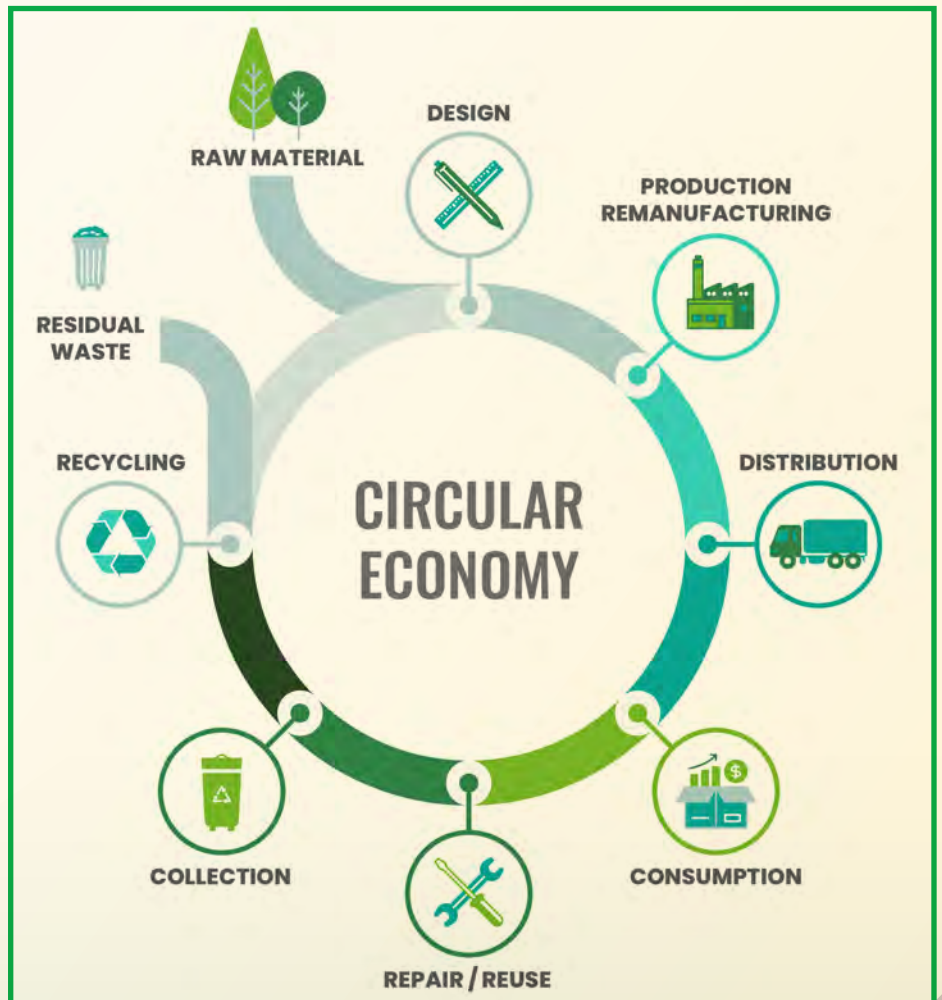 RAW MATERIAL
DESIGN
PRODUCTION
REMANUFACTURING
RESIDUAL
WASTE
RECYCLING
DISTRIBUTION
CIRCULAR
ECONOMY
$
COLLECTION
CONSUMPTION
REPAIR / REUSE